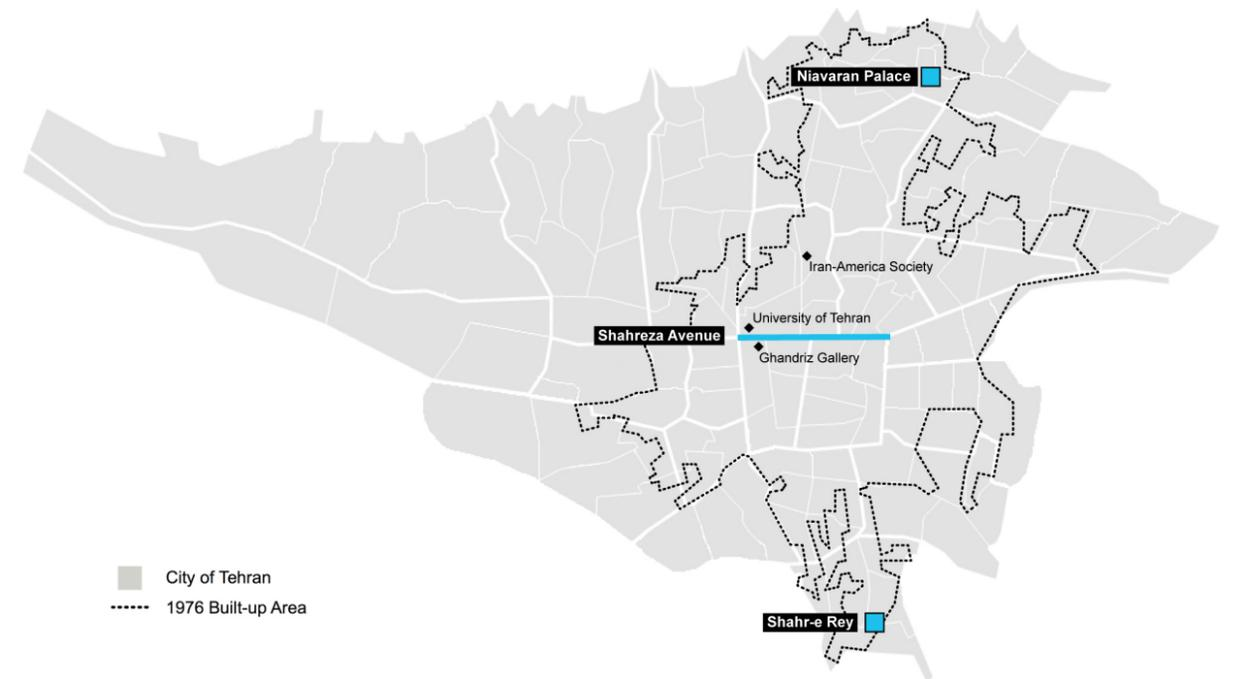 Niavaran Palace
Iran-America Society
University of Tehran
Shahreza Avenue
Ghandriz Gallery
City of Tehran
1976 Built-up Area
Shahr-e Rey